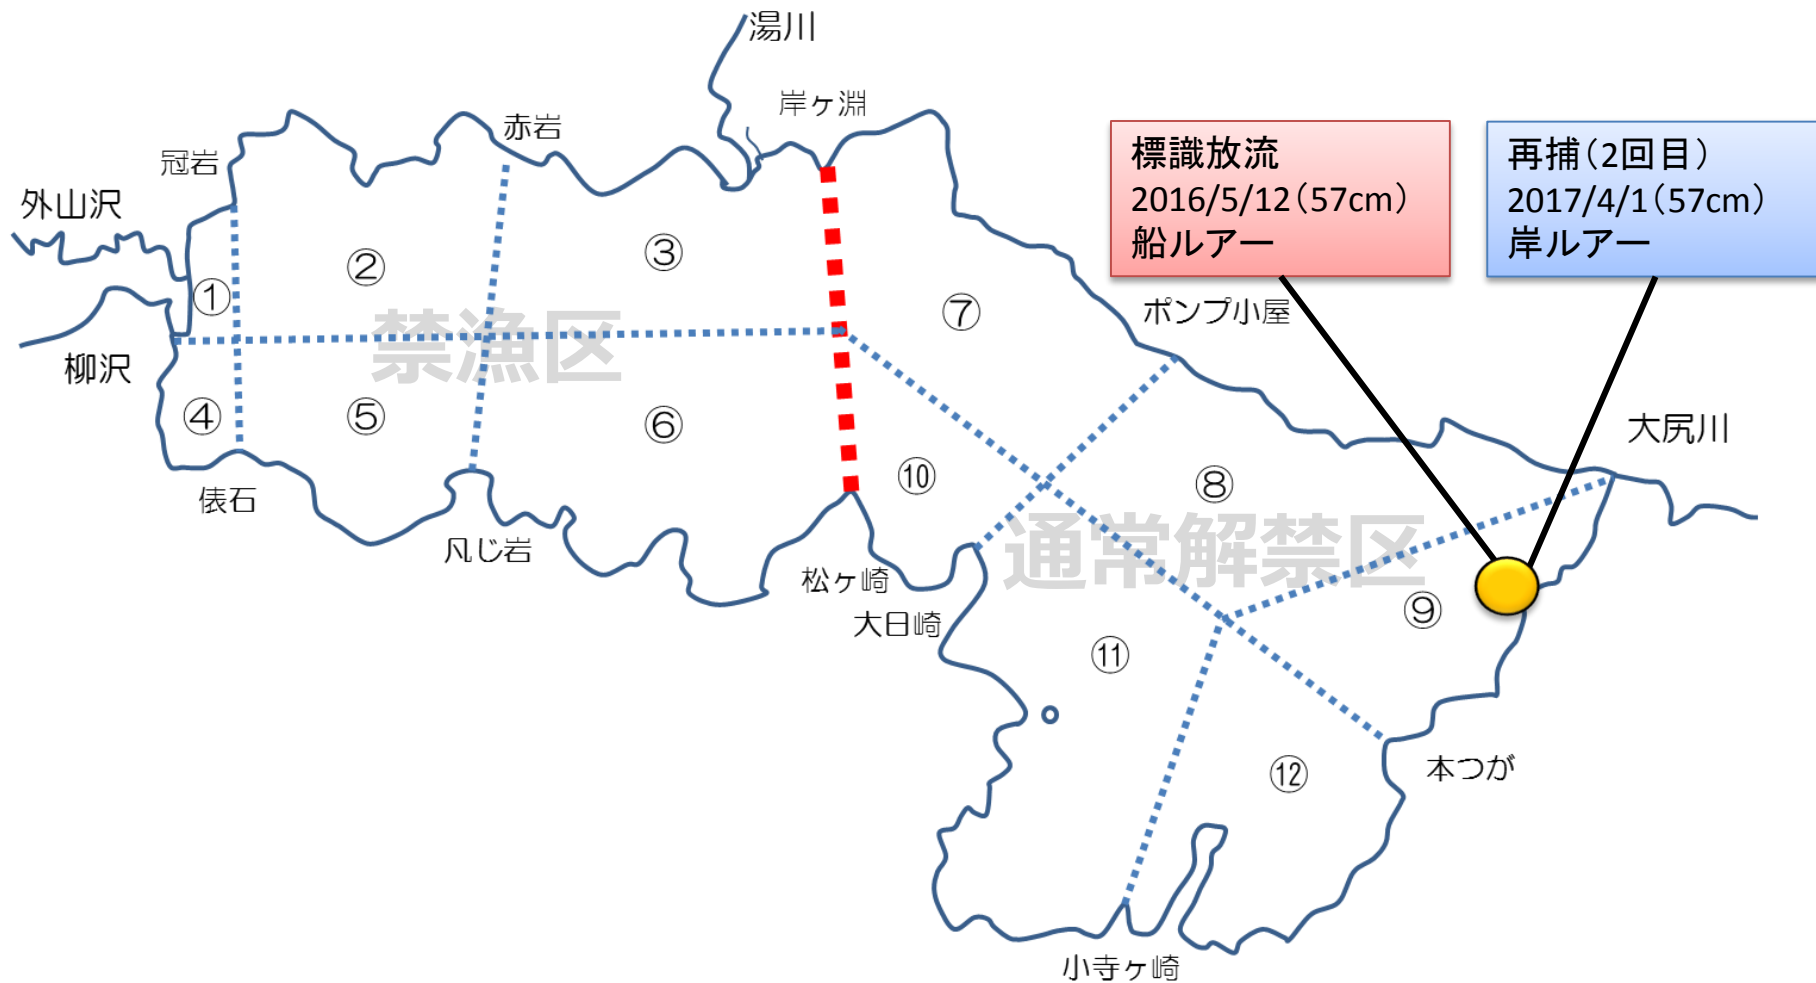 湯川
岸ヶ淵
赤岩
冠岩
外山沢
柳沢
俵石
凡じ岩
松ヶ崎
大日崎
小寺ヶ崎
本つが
大尻川
ポンプ小屋
標識放流
2016/5/12(57cm)
船ルアー
再捕(2回目)
2017/4/1(57cm)
岸ルアー
禁漁区
通常解禁区
①
②
③
④
⑤
⑥
⑦
⑧
⑨
⑩
⑪
⑫